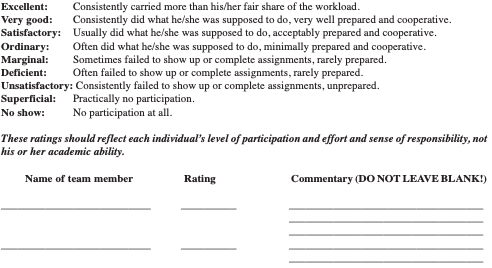 Excellent: Consistently carried more than his/her fair share of the workload.
Very good: Consistently did what he/she was supposed to do, very well prepared and cooperative.
Satisfactory: Usually did what he/she was supposed to do, acceptably prepared and cooperative.
Ordinary: Often did what he/she was supposed to do, minimally prepared and cooperative.
Marginal: Sometimes failed to show up or complete assignments, rarely prepared.
Deficient: Often failed to show up or complete assignments, rarely prepared.
Unsatisfactory: Consistently failed to show up or complete assignments, unprepared.
Superficial: Practically no participation.
No show: No participation at all.
These ratings should reflect each individual's level of participation and effort and sense of responsibility, not
his or her academic ability.
Name of team member Rating Commentary (DO NOT LEAVE BLANK!)